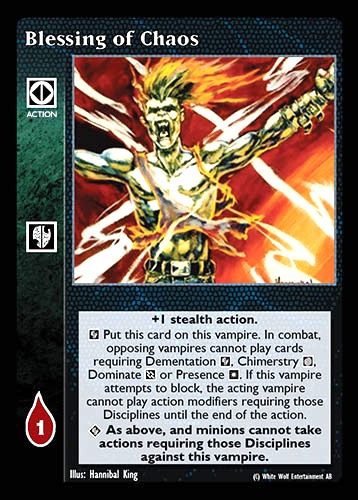 Blessing of Chaos
ACTION
+1 stealth action.
Put this card on this vampire. In combat,
opposing vampires cannot play cards
requiring Dementation , Chimerstry ,
Dominate or Presence . If this vampire
attempts to block, the acting vampire
cannot play action modifiers requiring those
Disciplines until the end of the action.
As above, and minions cannot take
actions requiring those Disciplines
against this vampire.
1
Illus: Hannibal King
(C) White Wolf Entertainment AB